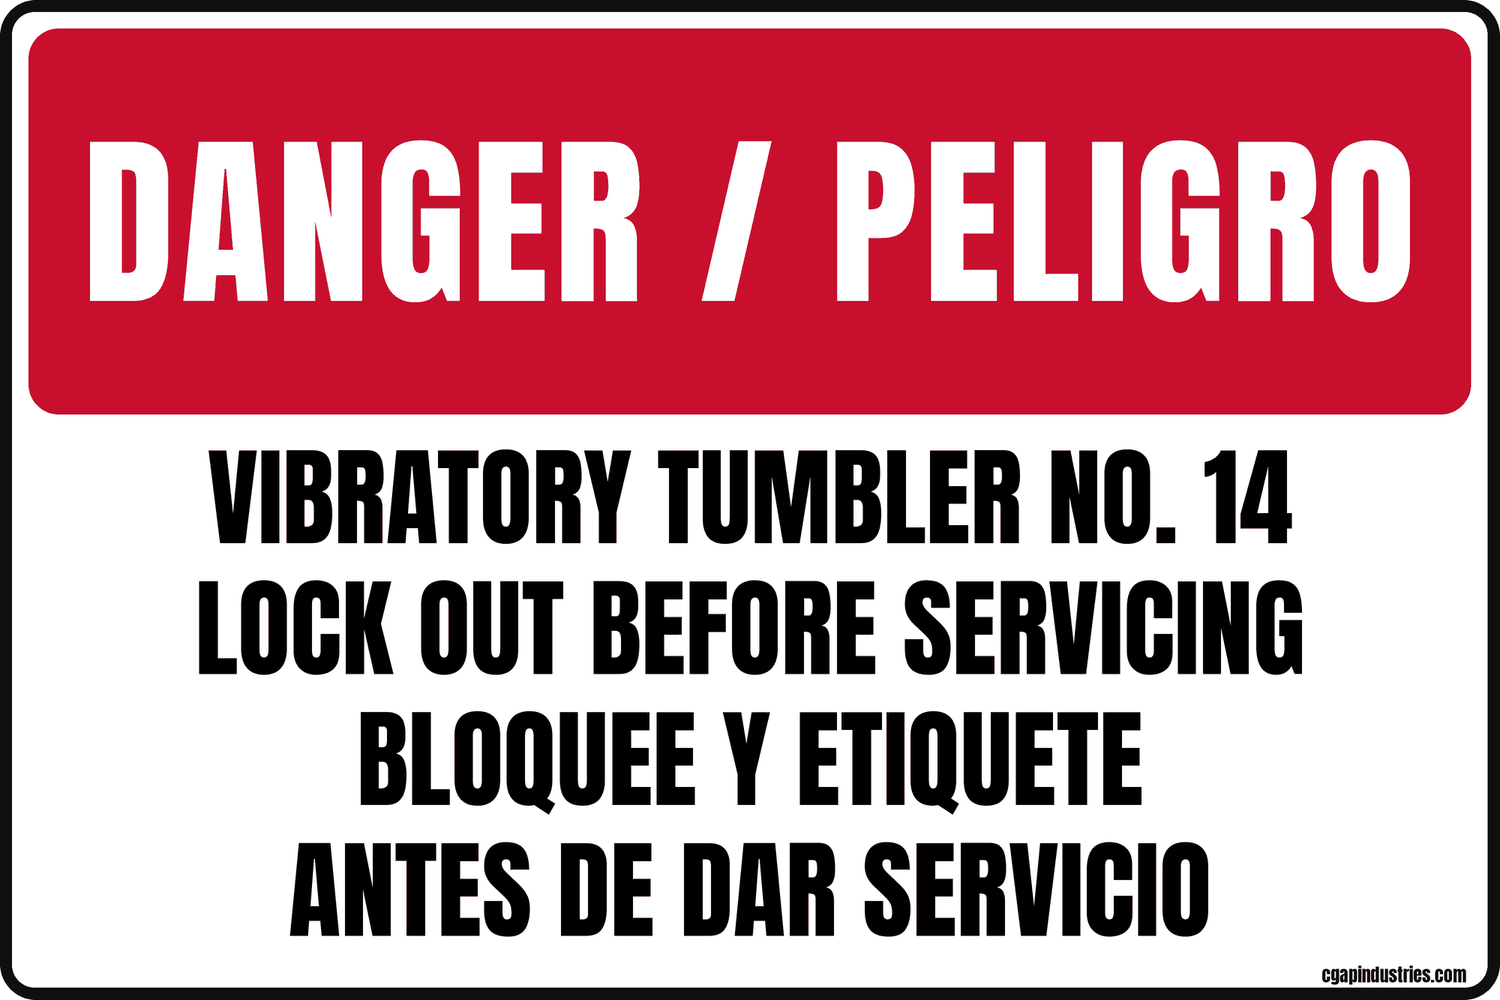 DANGER / PELIGRO
VIBRATORY TUMBLER NO. 14
LOCK OUT BEFORE SERVICING
BLOQUEE Y ETIQUETE
ANTES DE DAR SERVICIO
cgapindustries.com